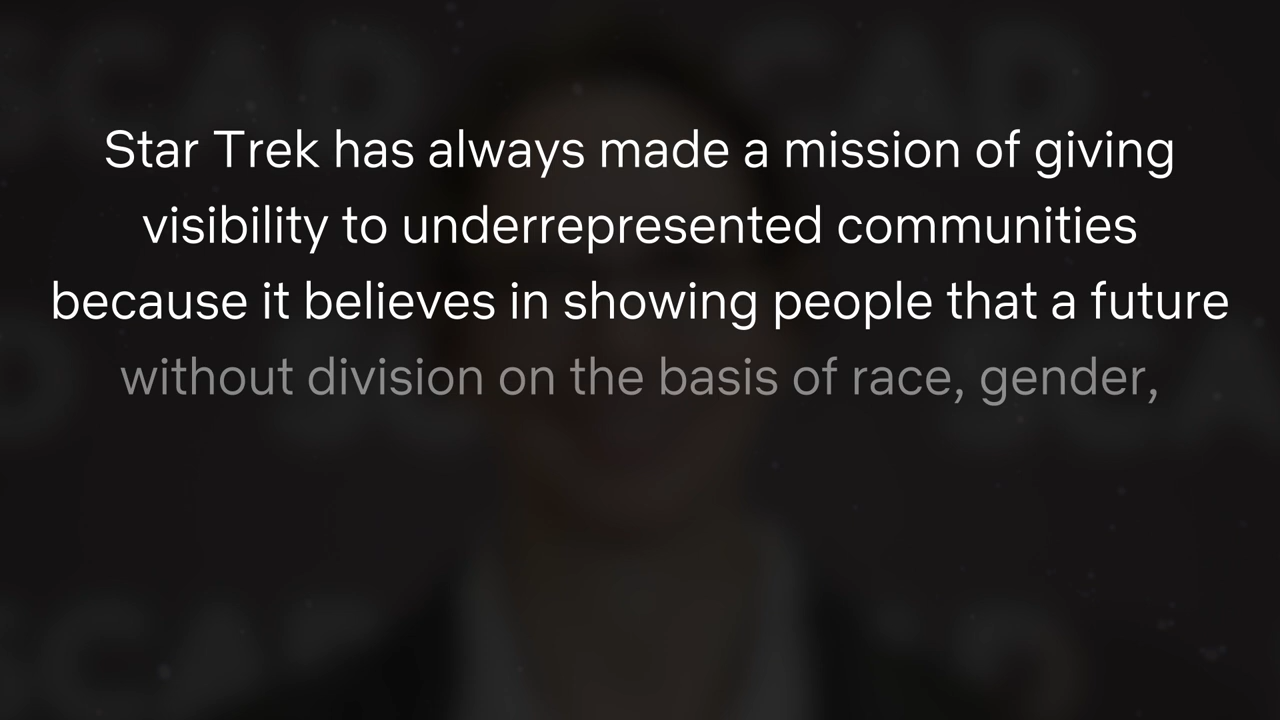 Star Trek has always made a mission of giving
visibility to underrepresented communities
because it believes in showing people that a future
without division on the basis of race, gender,